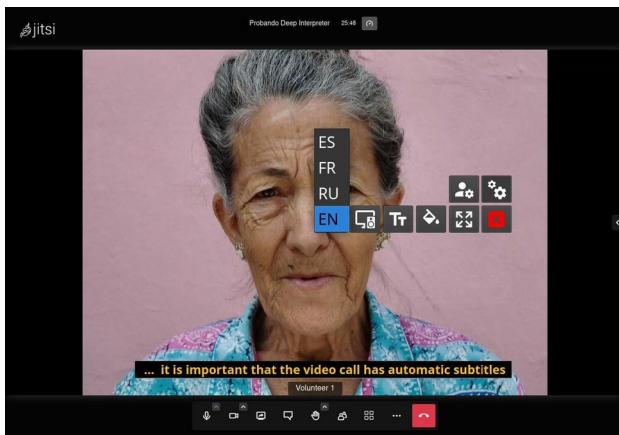 jitsi
Probando Deep Interpreter 25:48
ES
FR
RU
EN
TT
... it is important that the video call has automatic subtitles
Volunteer 1